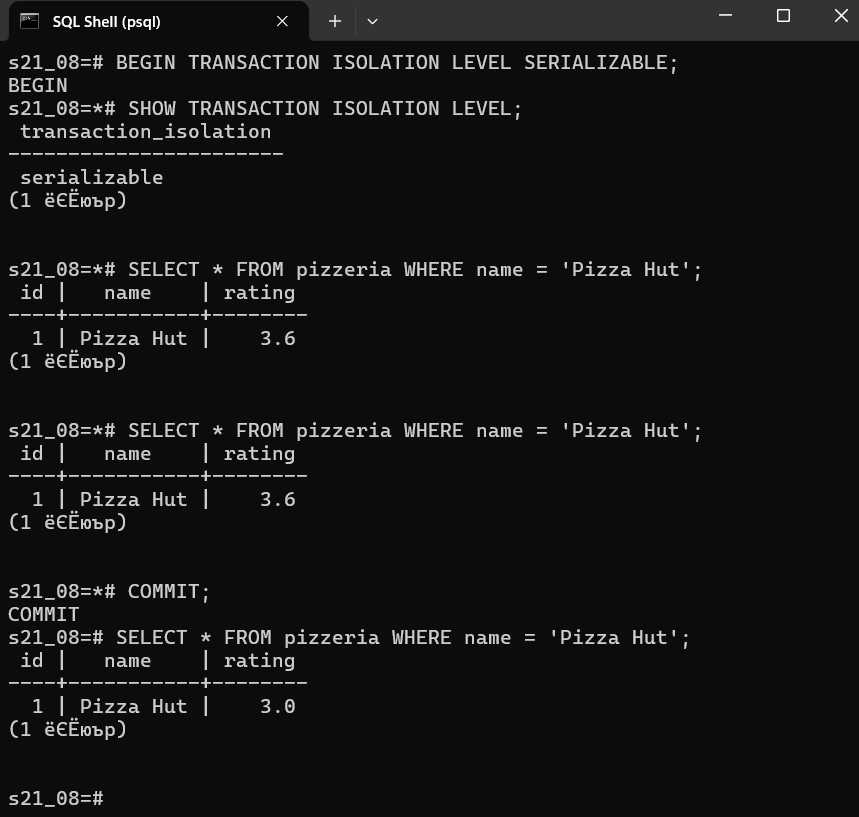 SQL Shell (psql)
s21_08=# BEGIN TRANSACTION ISOLATION LEVEL SERIALIZABLE;
BEGIN
s21_08=*# SHOW TRANSACTION ISOLATION LEVEL;
 transaction_isolation
-----------------------
 serializable
(1 ёЄЁюър)

s21_08=*# SELECT * FROM pizzeria WHERE name = 'Pizza Hut';
 id |   name    | rating
----+-----------+--------
  1 | Pizza Hut |    3.6
(1 ёЄЁюър)

s21_08=*# SELECT * FROM pizzeria WHERE name = 'Pizza Hut';
 id |   name    | rating
----+-----------+--------
  1 | Pizza Hut |    3.6
(1 ёЄЁюър)

s21_08=*# COMMIT;
COMMIT
s21_08=# SELECT * FROM pizzeria WHERE name = 'Pizza Hut';
 id |   name    | rating
----+-----------+--------
  1 | Pizza Hut |    3.0
(1 ёЄЁюър)

s21_08=#